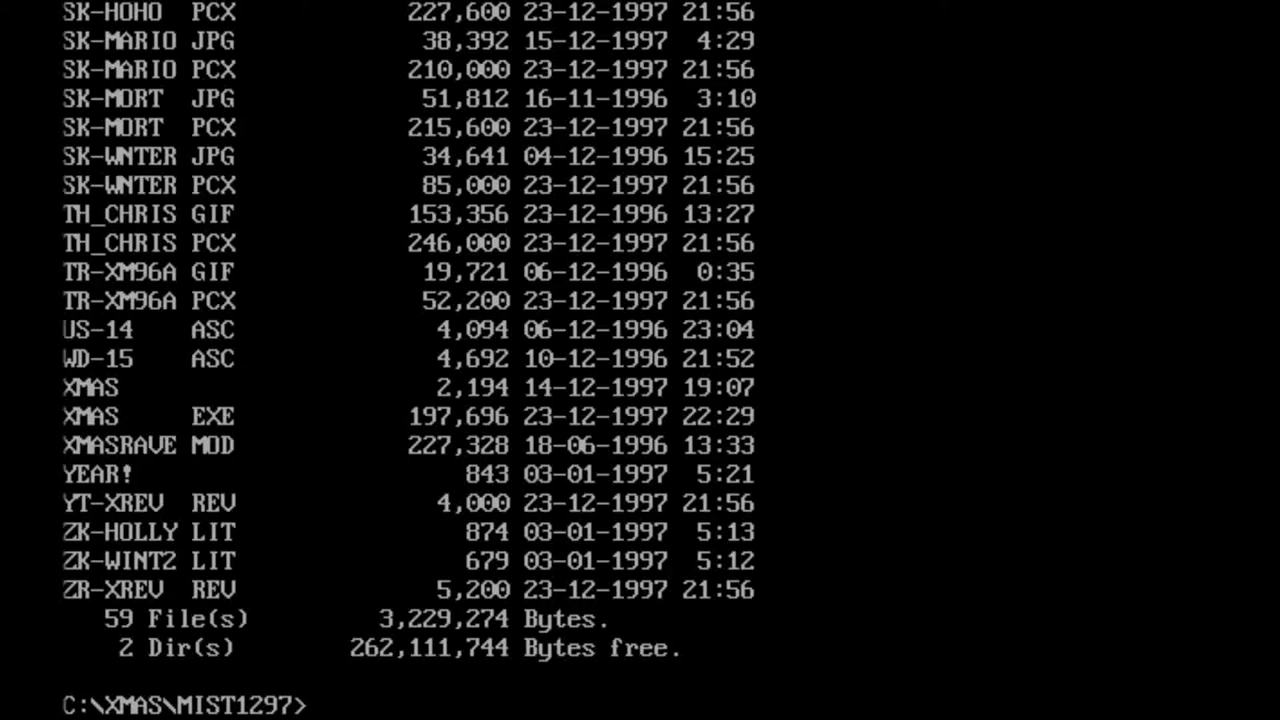 SK-HOHO  PCX            227,600 23-12-1997 21:56
SK-MARIO JPG             38,392 15-12-1997  4:29
SK-MARIO PCX            210,000 23-12-1997 21:56
SK-MORT  JPG             51,812 16-11-1996  3:10
SK-MORT  PCX            215,600 23-12-1997 21:56
SK-WNTER JPG             34,641 04-12-1996 15:25
SK-WNTER PCX             85,000 23-12-1997 21:56
TH_CHRIS GIF            153,356 23-12-1996 13:27
TH_CHRIS PCX            246,000 23-12-1997 21:56
TR-XM96A GIF             19,721 06-12-1996  0:35
TR-XM96A PCX             52,200 23-12-1997 21:56
US-14    ASC              4,094 06-12-1996 23:04
WD-15    ASC              4,692 10-12-1996 21:52
XMAS                      2,194 14-12-1997 19:07
XMAS     EXE            197,696 23-12-1997 22:29
XMASRAVE MOD            227,328 18-06-1996 13:33
YEAR!                       843 03-01-1997  5:21
YT-XREV  REV              4,000 23-12-1997 21:56
ZK-HOLLY LIT                874 03-01-1997  5:13
ZK-WINT2 LIT                679 03-01-1997  5:12
ZR-XREV  REV              5,200 23-12-1997 21:56
   59 File(s)         3,229,274 Bytes.
    2 Dir(s)        262,111,744 Bytes free.
C:\XMAS\MIST1297>